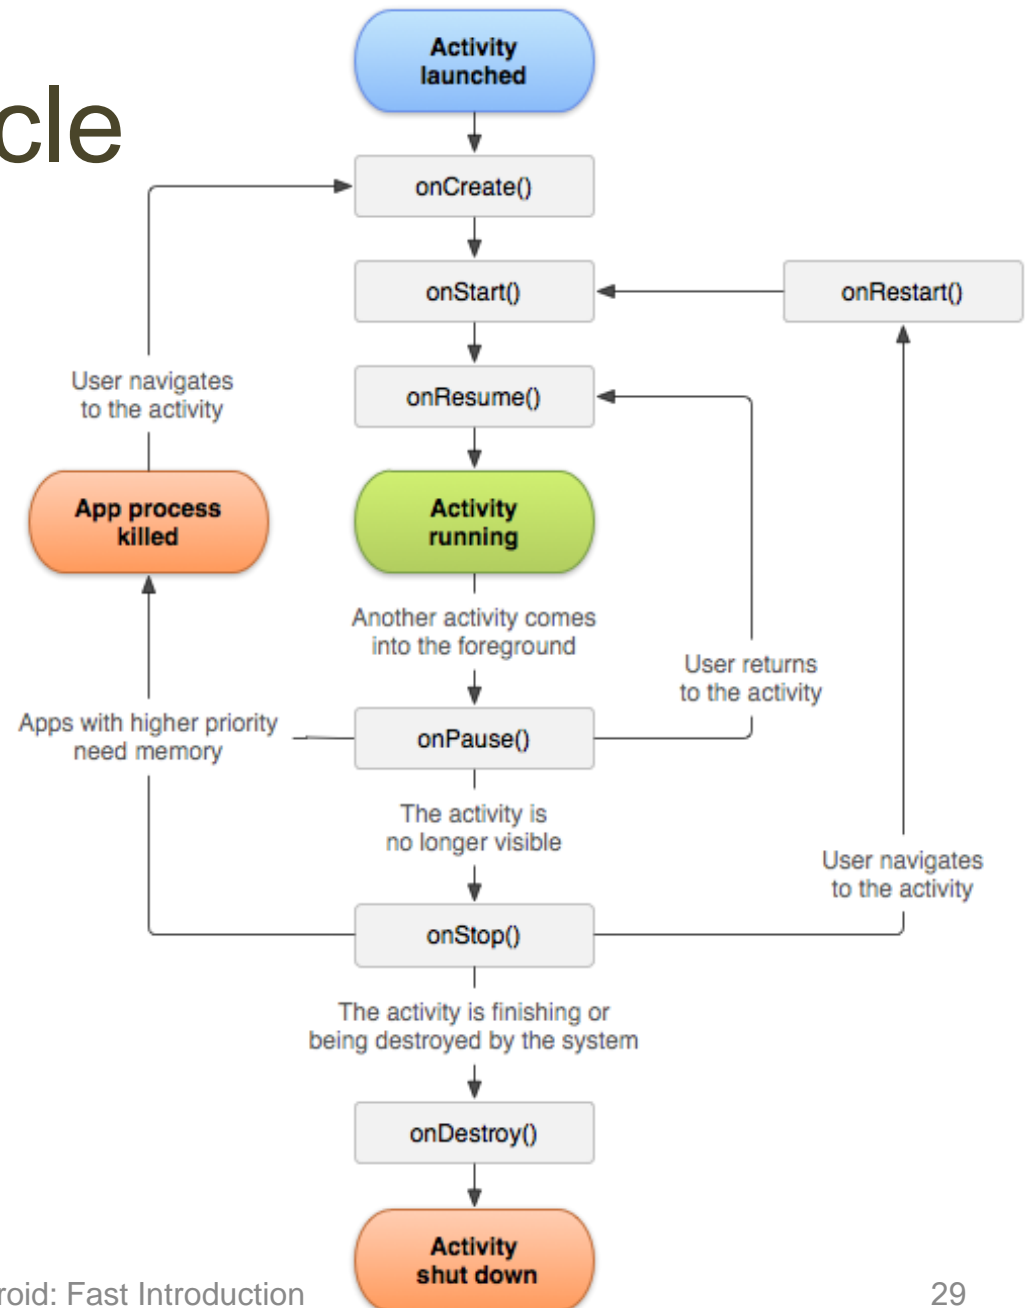 cle
Activity
launched
onCreate()
onStart()
onRestart()
User navigates
to the activity
onResume()
App process
killed
Activity
running
Another activity comes
into the foreground
User returns
to the activity
Apps with higher priority
need memory
onPause()
The activity is
no longer visible
User navigates
to the activity
onStop()
The activity is finishing or
being destroyed by the system
onDestroy()
Activity
shut down
roid: Fast Introduction
29